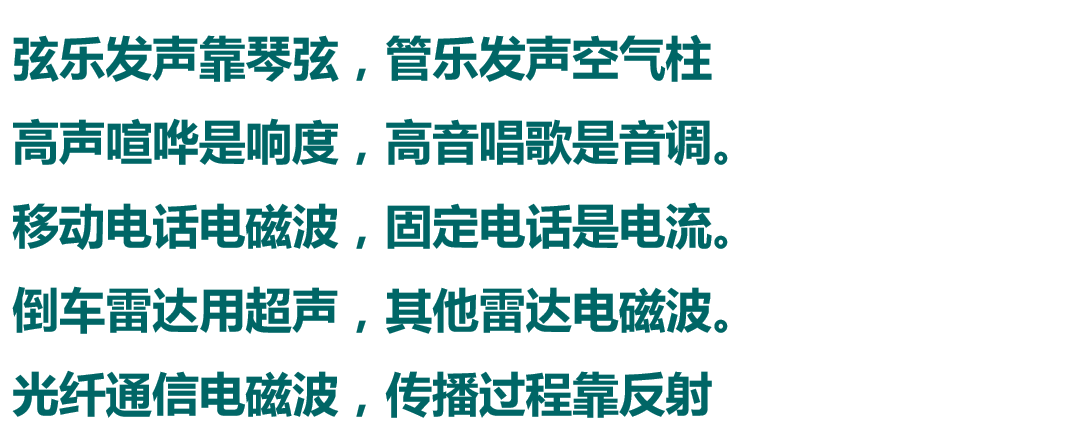 弦乐发声靠琴弦，管乐发声空气柱
高声喧哗是响度，高音唱歌是音调。
移动电话电磁波，固定电话是电流。
倒车雷达用超声，其他雷达电磁波。
光纤通信电磁波，传播过程靠反射